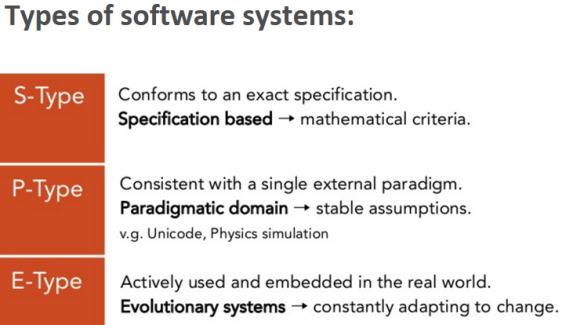 Types of software systems:
S-Type
Conforms to an exact specification.
Specification based → mathematical criteria.
P-Type
Consistent with a single external paradigm.
Paradigmatic domain → stable assumptions.
v.g. Unicode, Physics simulation
E-Type
Actively used and embedded in the real world.
Evolutionary systems → constantly adapting to change.